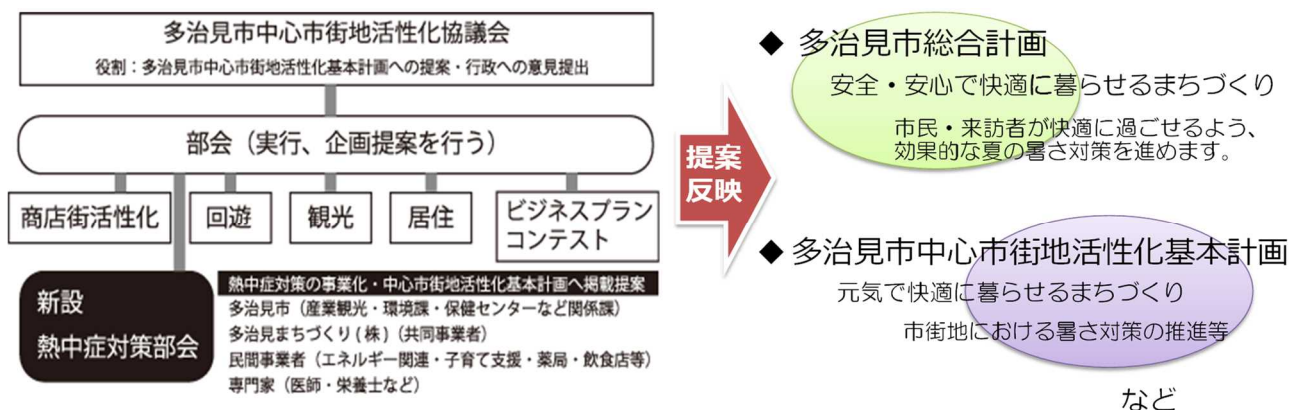 多治見市中心市街地活性化協議会
役割：多治見市中心市街地活性化基本計画への提案・行政への意見提出
部会（実行、企画提案を行う）
商店街活性化
回遊
観光
居住
ビジネスプラン
コンテスト
新設
熱中症対策部会
熱中症対策の事業化・中心市街地活性化基本計画へ掲載提案
多治見市（産業観光・環境課・保健センターなど関係課）
多治見まちづくり(株)（共同事業者）
民間事業者（エネルギー関連・子育て支援・薬局・飲食店等）
専門家（医師・栄養士など）
提案
反映
◆ 多治見市総合計画
安全・安心で快適に暮らせるまちづくり
市民・来訪者が快適に過ごせるよう、
効果的な夏の暑さ対策を進めます。
◆ 多治見市中心市街地活性化基本計画
元気で快適に暮らせるまちづくり
市街地における暑さ対策の推進等
など